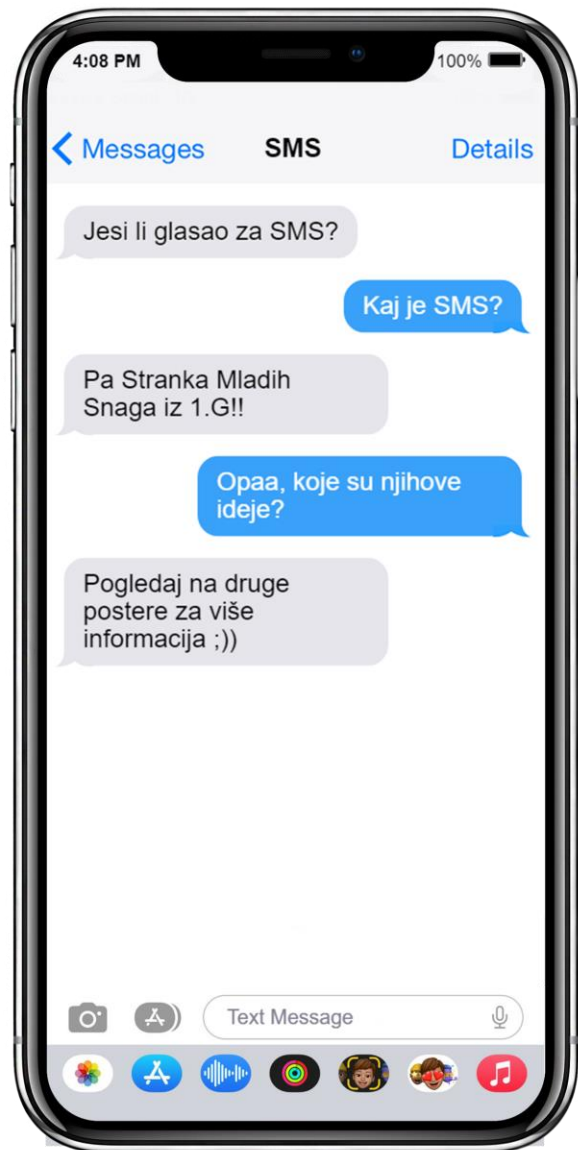 4:08 PM
100%
Messages
SMS
Details
Jesi li glasao za SMS?
Kaj je SMS?
Pa Stranka Mladih
Snaga iz 1.G!!
Opaa, koje su njihove
ideje?
Pogledaj na druge
postere za više
informacija ;))
Text Message